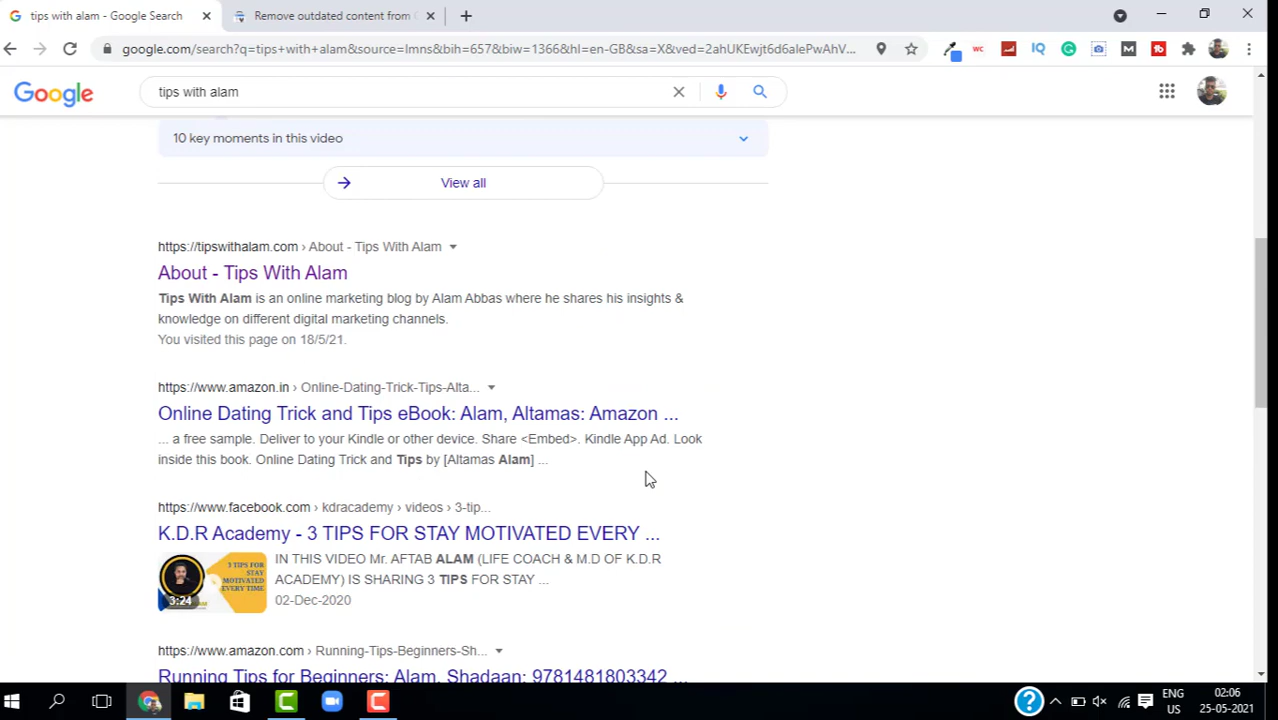 tips with alam - Google Search
Remove outdated content from
google.com/search?q=tips+with+alam&source=lmns&bih=657&biw=1366&hl=en-GB&sa=X&ved=2ahUKEwjt6d6alePwAhV...
Google
tips with alam
10 key moments in this video
View all
https://tipswithalam.com › About - Tips With Alam
About - Tips With Alam
Tips With Alam is an online marketing blog by Alam Abbas where he shares his insights &
knowledge on different digital marketing channels.
You visited this page on 18/5/21.
https://www.amazon.in › Online-Dating-Trick-Tips-Alta...
Online Dating Trick and Tips eBook: Alam, Altamas: Amazon ...
... a free sample. Deliver to your Kindle or other device. Share <Embed>. Kindle App Ad. Look
inside this book. Online Dating Trick and Tips by [Altamas Alam] ...
https://www.facebook.com › kdracademy › videos › 3-tip...
K.D.R Academy - 3 TIPS FOR STAY MOTIVATED EVERY ...
3 TIPS FOR
STAY
MOTIVATED
EVERY TIME
3:24
IN THIS VIDEO Mr. AFTAB ALAM (LIFE COACH & M.D OF K.D.R
ACADEMY) IS SHARING 3 TIPS FOR STAY ...
02-Dec-2020
https://www.amazon.com › Running-Tips-Beginners-Sh...
Running Tips for Beginners: Alam, Shadaan: 9781481803342 ...
ENG
US
02:06
25-05-2021